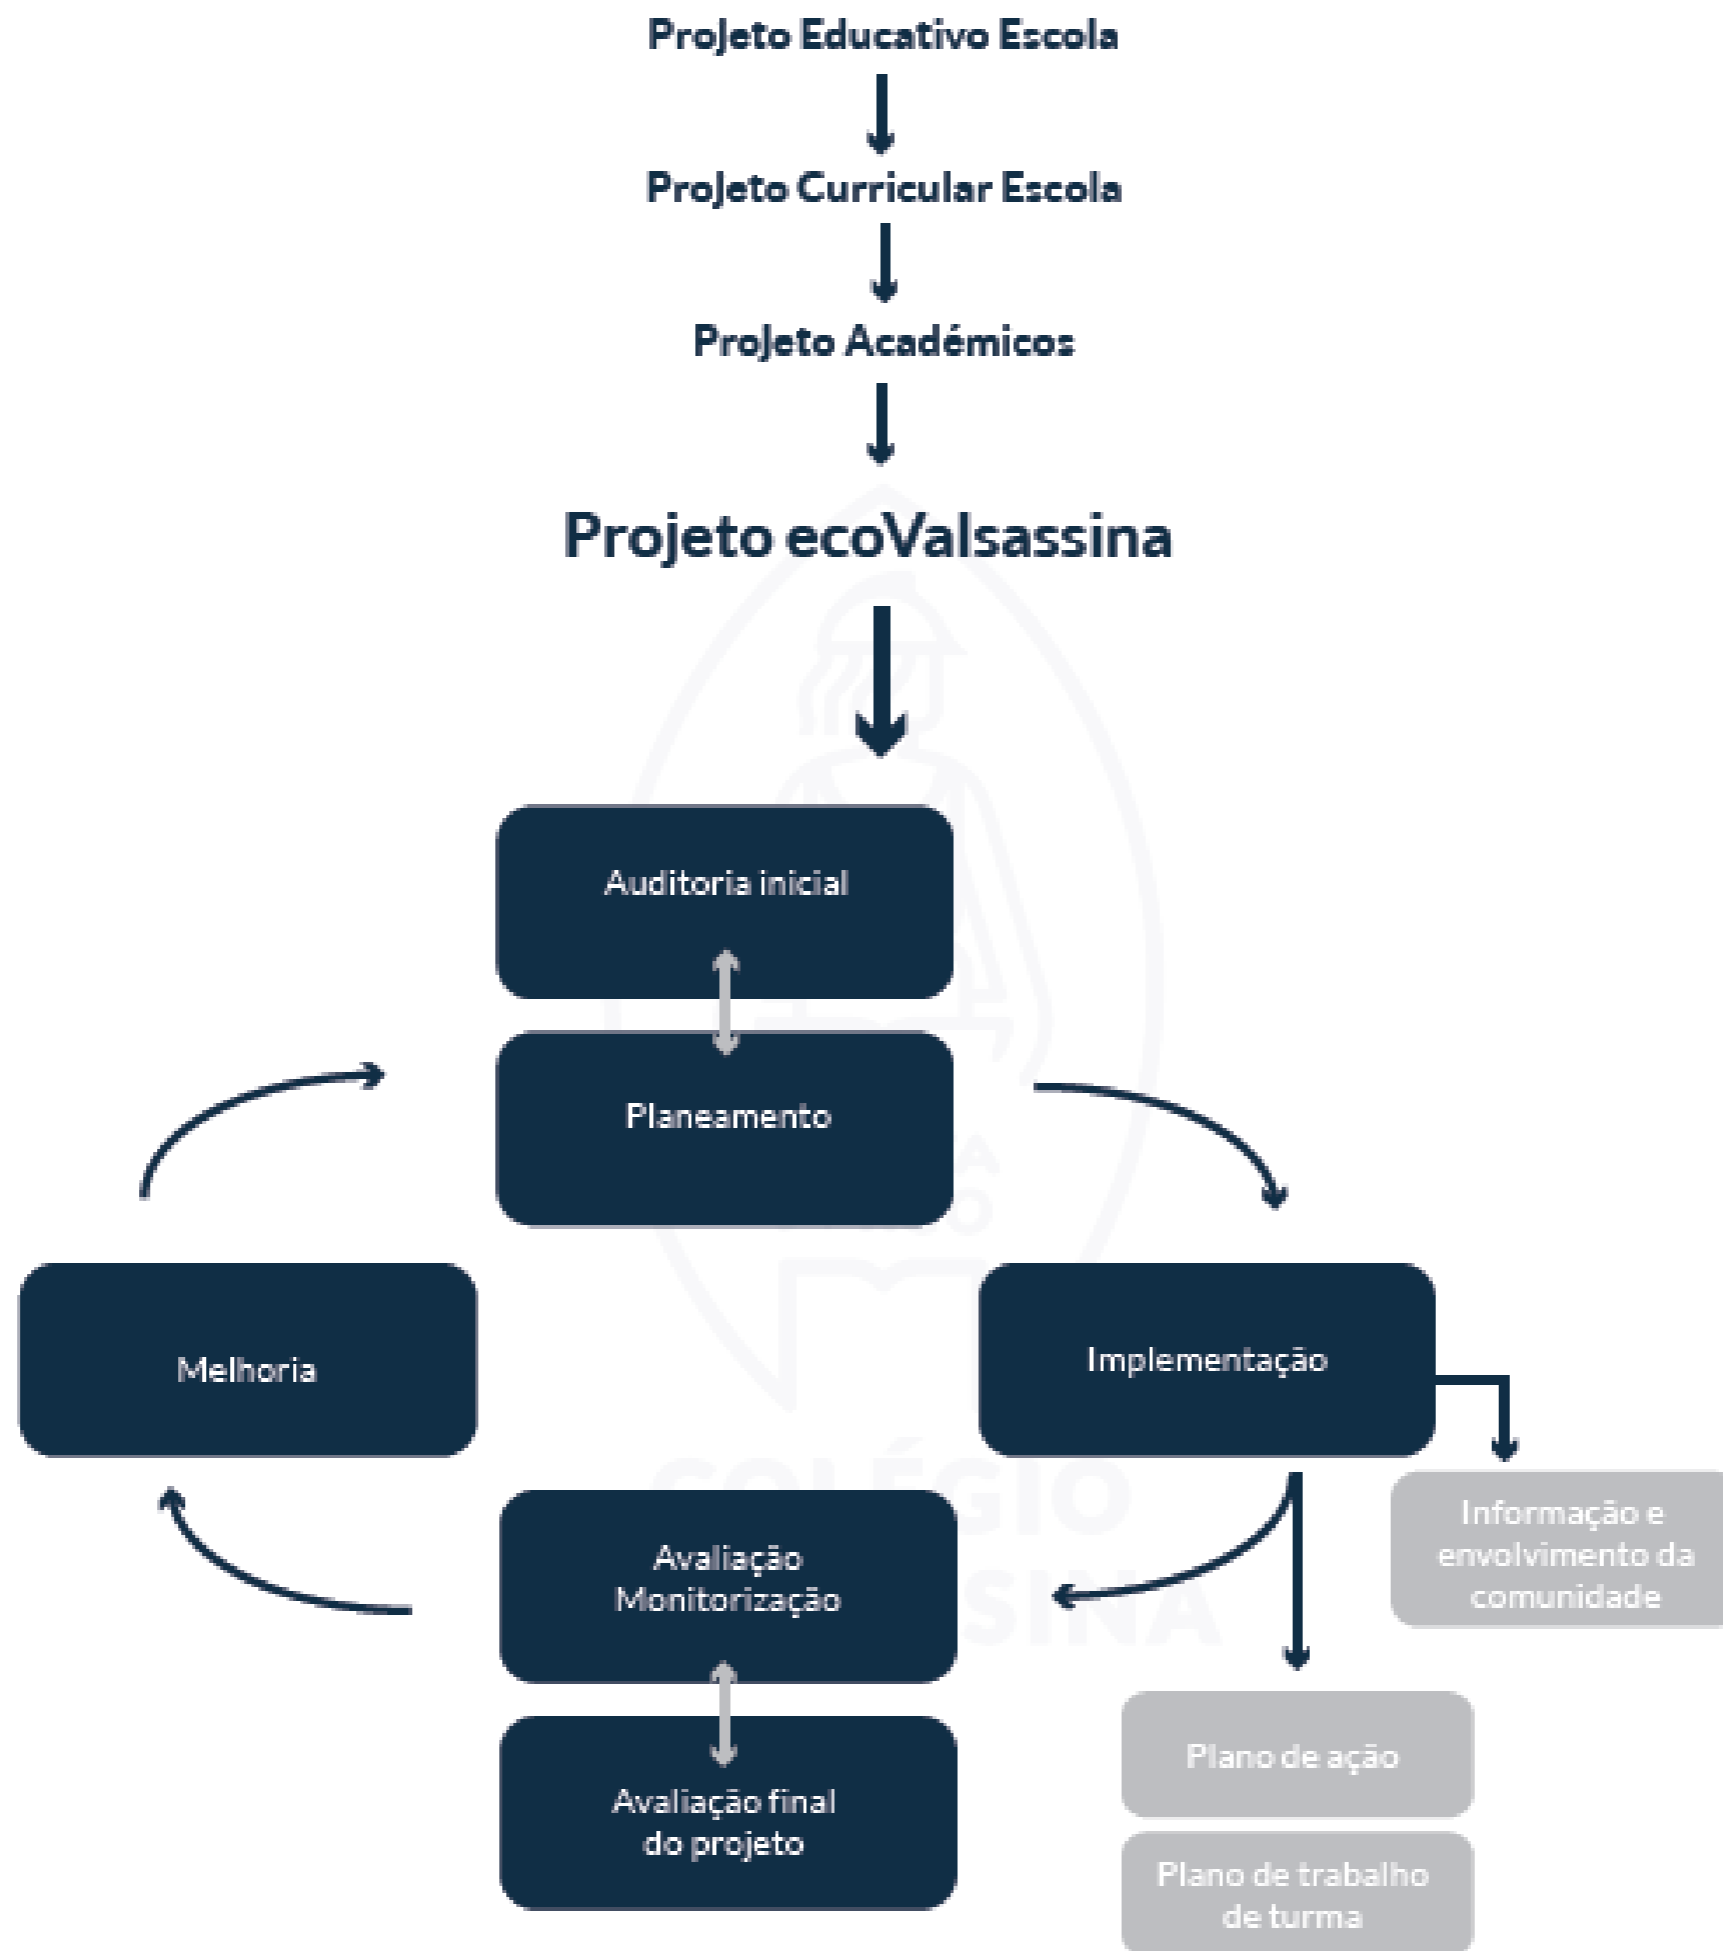 Projeto Educativo Escola
Projeto Curricular Escola
Projeto Académicos
Projeto ecoValsassina
Auditoria inicial
Planeamento
Melhoria
Implementação
Informação e
envolvimento da
comunidade
Avaliação
Monitorização
Avaliação final
do projeto
Plano de ação
Plano de trabalho
de turma